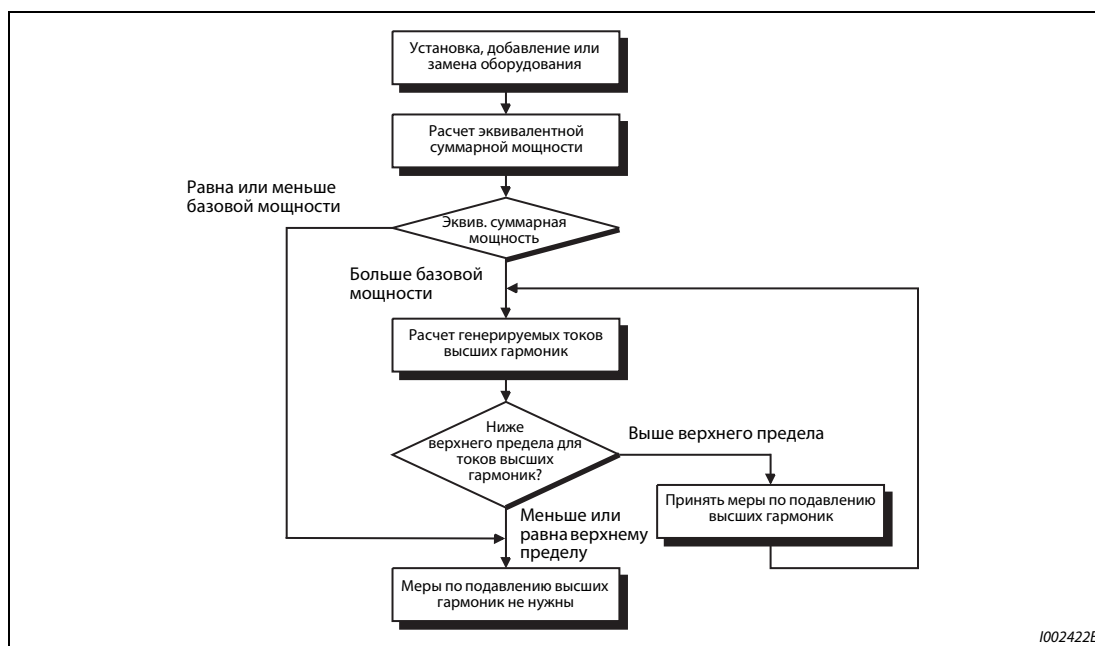 Установка, добавление или
замена оборудования
Расчет эквивалентной
суммарной мощности
Равна или меньше
базовой мощности
Эквив. суммарная
мощность
Больше базовой
мощности
Расчет генерируемых токов
высших гармоник
Ниже
верхнего предела для
токов высших
гармоник?
Выше верхнего предела
Принять меры по подавлению
высших гармоник
Меньше или
равна верхнему
пределу
Меры по подавлению высших
гармоник не нужны
I002422E